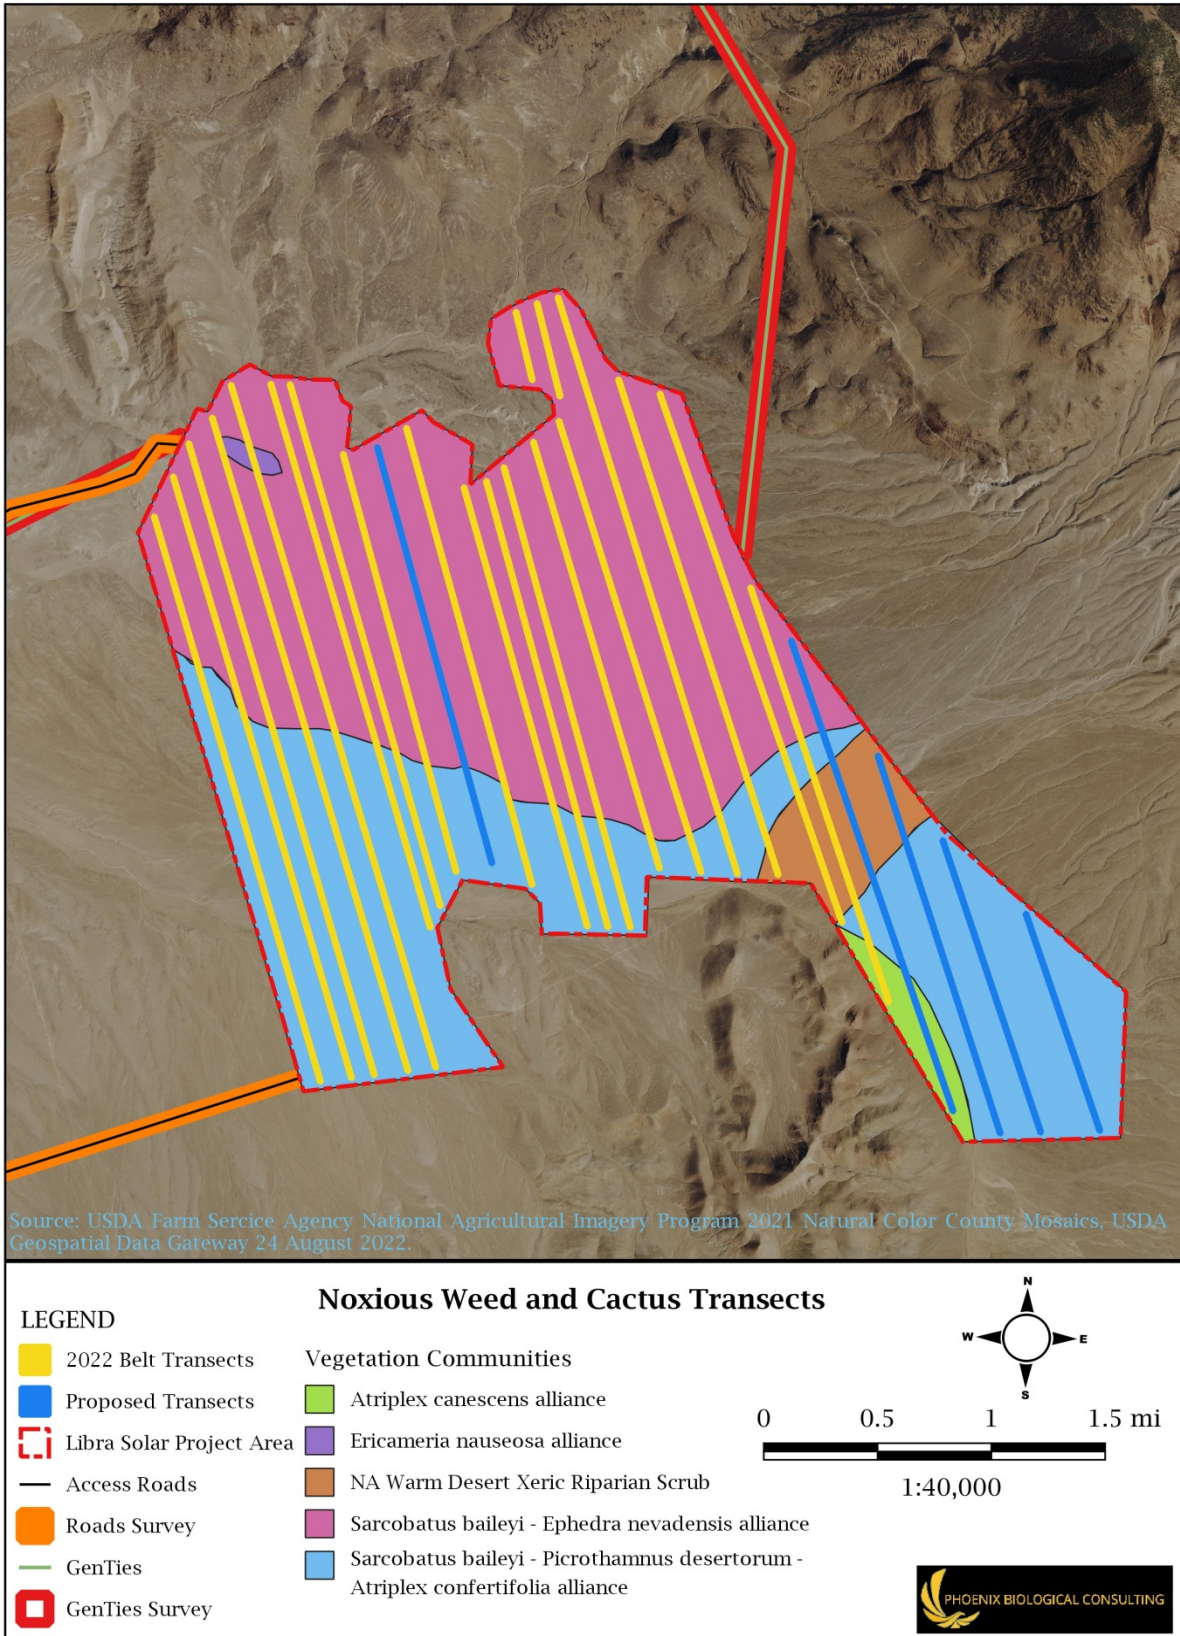 Source: USDA Farm Sercice Agency National Agricultural Imagery Program 2021 Natural Color County Mosaics, USDA
Geospatial Data Gateway 24 August 2022.
Noxious Weed and Cactus Transects
LEGEND
2022 Belt Transects
Proposed Transects
Libra Solar Project Area
Access Roads
Roads Survey
GenTies
GenTies Survey
Vegetation Communities
Atriplex canescens alliance
Ericameria nauseosa alliance
NA Warm Desert Xeric Riparian Scrub
Sarcobatus baileyi - Ephedra nevadensis alliance
Sarcobatus baileyi - Picrothamnus desertorum -
Atriplex confertifolia alliance
N
W E
S
0 0.5 1 1.5 mi
1:40,000
PHOENIX BIOLOGICAL CONSULTING